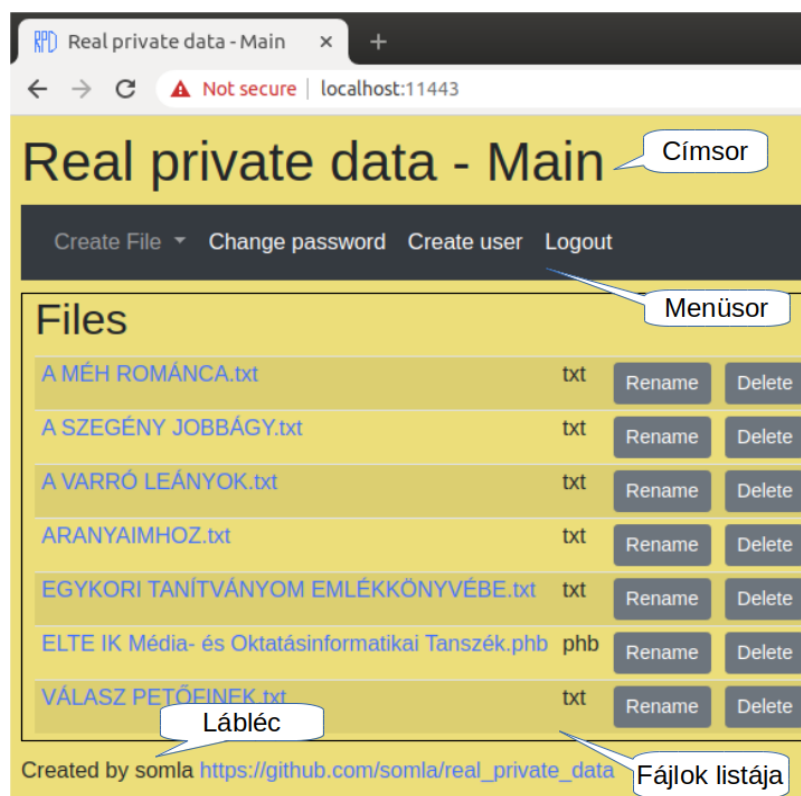 RPD Real private data - Main
Not secure | localhost:11443
Real private data - Main
Címsor
Create File Change password Create user Logout
Menüsor
Files
A MÉH ROMÁNCA.txt txt Rename Delete
A SZEGÉNY JOBBÁGY.txt txt Rename Delete
A VARRÓ LEÁNYOK.txt txt Rename Delete
ARANYAIMHOZ.txt txt Rename Delete
EGYKORI TANÍTVÁNYOM EMLÉKKÖNYVÉBE.txt txt Rename Delete
ELTE IK Média- és Oktatásinformatikai Tanszék.phb phb Rename Delete
VÁLASZ PETŐFINEK.txt txt Rename Delete
Lábléc
Created by somla https://github.com/somla/real_private_data
Fájlok listája